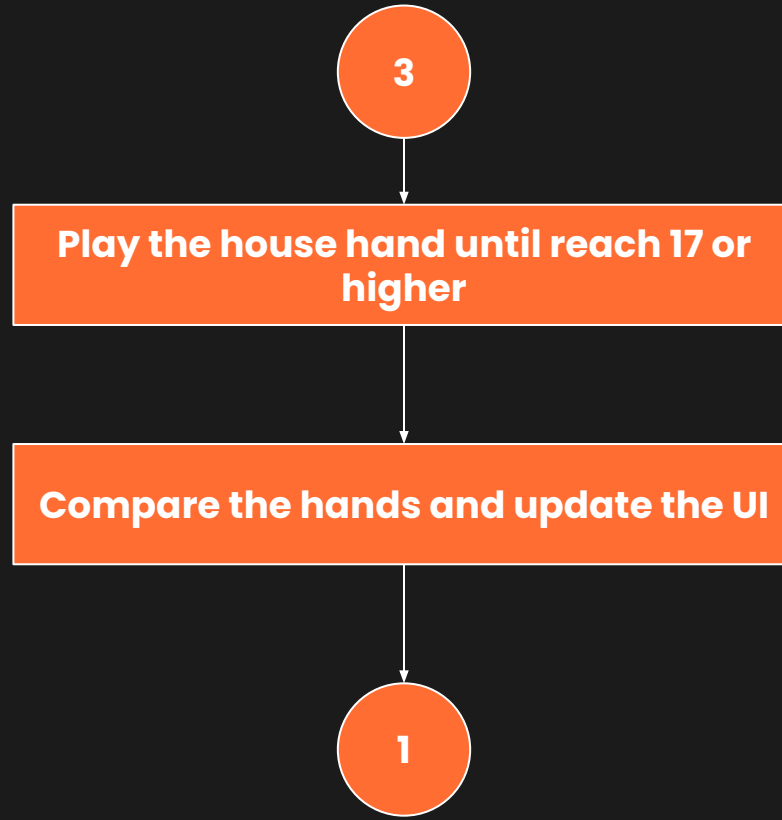 3
Play the house hand until reach 17 or
higher
Compare the hands and update the UI
1